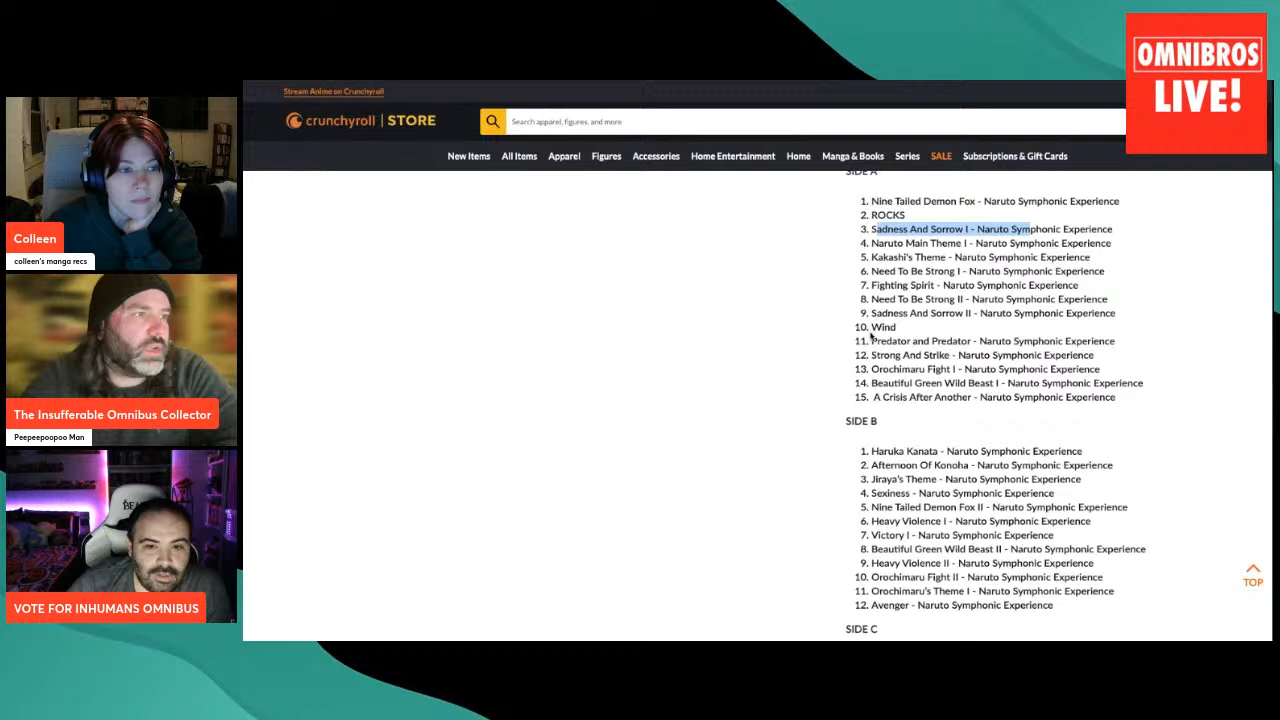 OMNIBROS
LIVE!
Stream Anime on Crunchyroll
crunchyroll | STORE
Search apparel, figures, and more
New Items All Items Apparel Figures Accessories Home Entertainment Home Manga & Books Series SALE Subscriptions & Gift Cards
SIDE A
1. Nine Tailed Demon Fox - Naruto Symphonic Experience
2. ROCKS
3. Sadness And Sorrow I - Naruto Symphonic Experience
4. Naruto Main Theme I - Naruto Symphonic Experience
5. Kakashi's Theme - Naruto Symphonic Experience
6. Need To Be Strong I - Naruto Symphonic Experience
7. Fighting Spirit - Naruto Symphonic Experience
8. Need To Be Strong II - Naruto Symphonic Experience
9. Sadness And Sorrow II - Naruto Symphonic Experience
10. Wind
11. Predator and Predator - Naruto Symphonic Experience
12. Strong And Strike - Naruto Symphonic Experience
13. Orochimaru Fight I - Naruto Symphonic Experience
14. Beautiful Green Wild Beast I - Naruto Symphonic Experience
15. A Crisis After Another - Naruto Symphonic Experience
SIDE B
1. Haruka Kanata - Naruto Symphonic Experience
2. Afternoon Of Konoha - Naruto Symphonic Experience
3. Jiraya's Theme - Naruto Symphonic Experience
4. Sexiness - Naruto Symphonic Experience
5. Nine Tailed Demon Fox II - Naruto Symphonic Experience
6. Heavy Violence I - Naruto Symphonic Experience
7. Victory I - Naruto Symphonic Experience
8. Beautiful Green Wild Beast II - Naruto Symphonic Experience
9. Heavy Violence II - Naruto Symphonic Experience
10. Orochimaru Fight II - Naruto Symphonic Experience
11. Orochimaru's Theme I - Naruto Symphonic Experience
12. Avenger - Naruto Symphonic Experience
SIDE C
TOP
Colleen
colleen's manga recs
The Insufferable Omnibus Collector
Peepeepoopoo Man
VOTE FOR INHUMANS OMNIBUS